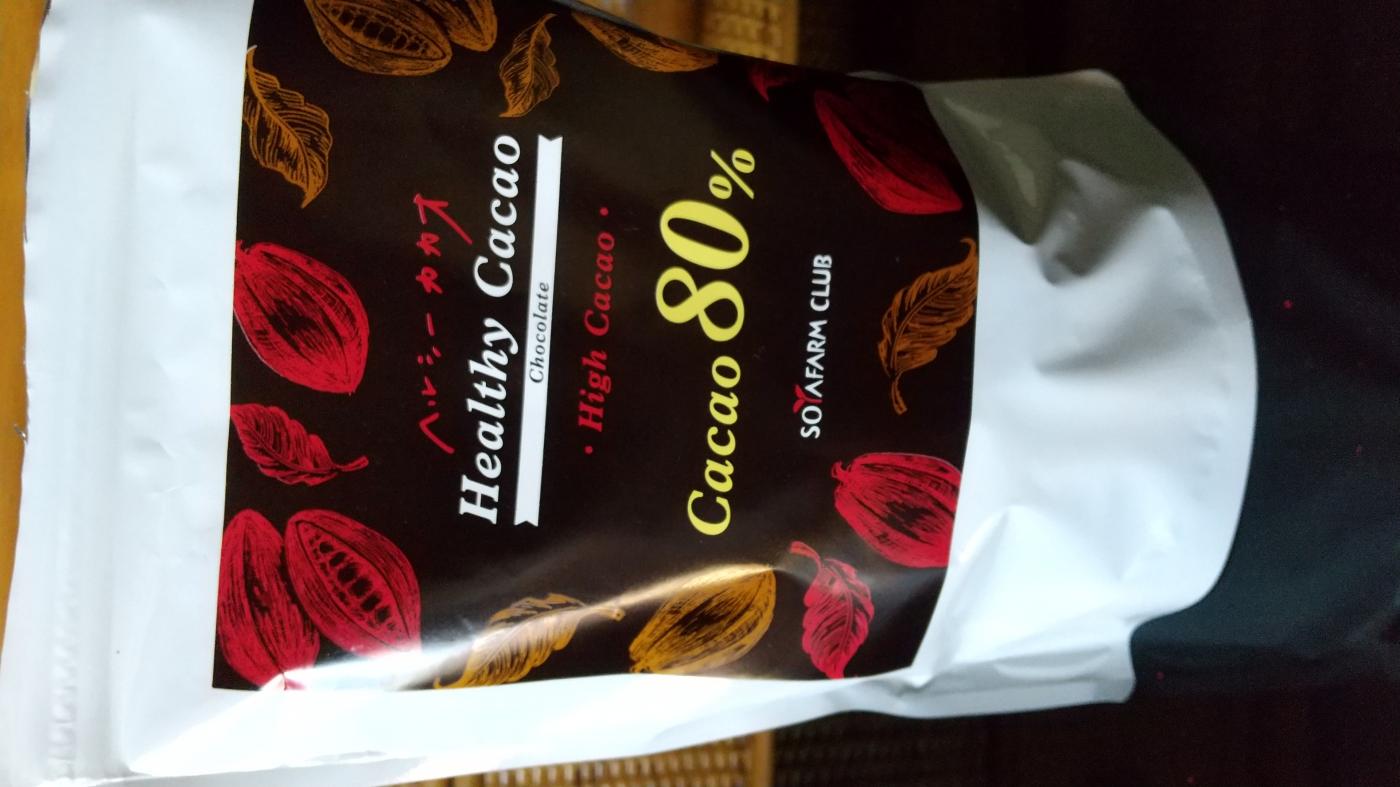 ヘルシーカカオ
Healthy Cacao
Chocolate
• High Cacao •
Cacao 80%
SOYAFARM CLUB